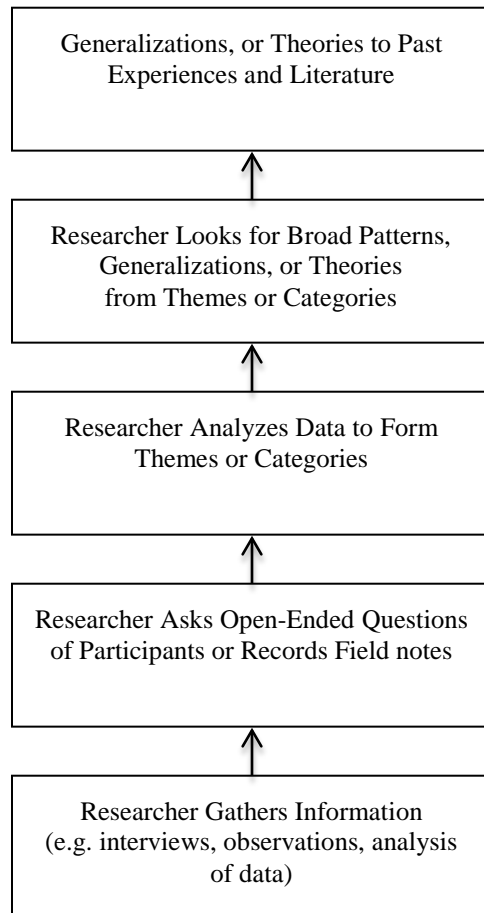 Generalizations, or Theories to Past
Experiences and Literature
Researcher Looks for Broad Patterns,
Generalizations, or Theories
from Themes or Categories
Researcher Analyzes Data to Form
Themes or Categories
Researcher Asks Open-Ended Questions
of Participants or Records Field notes
Researcher Gathers Information
(e.g. interviews, observations, analysis
of data)